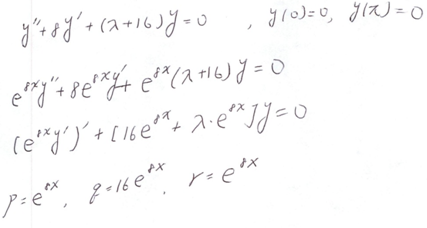 y''+8y'+(λ+16)y=0 , y(0)=0, y(π)=0
e^{8x}y''+8e^{8x}y'+e^{8x}(λ+16)y=0
(e^{8x}y')'+[16e^{8x}+λ·e^{8x}]y=0
p=e^{8x}, q=16e^{8x}, r=e^{8x}